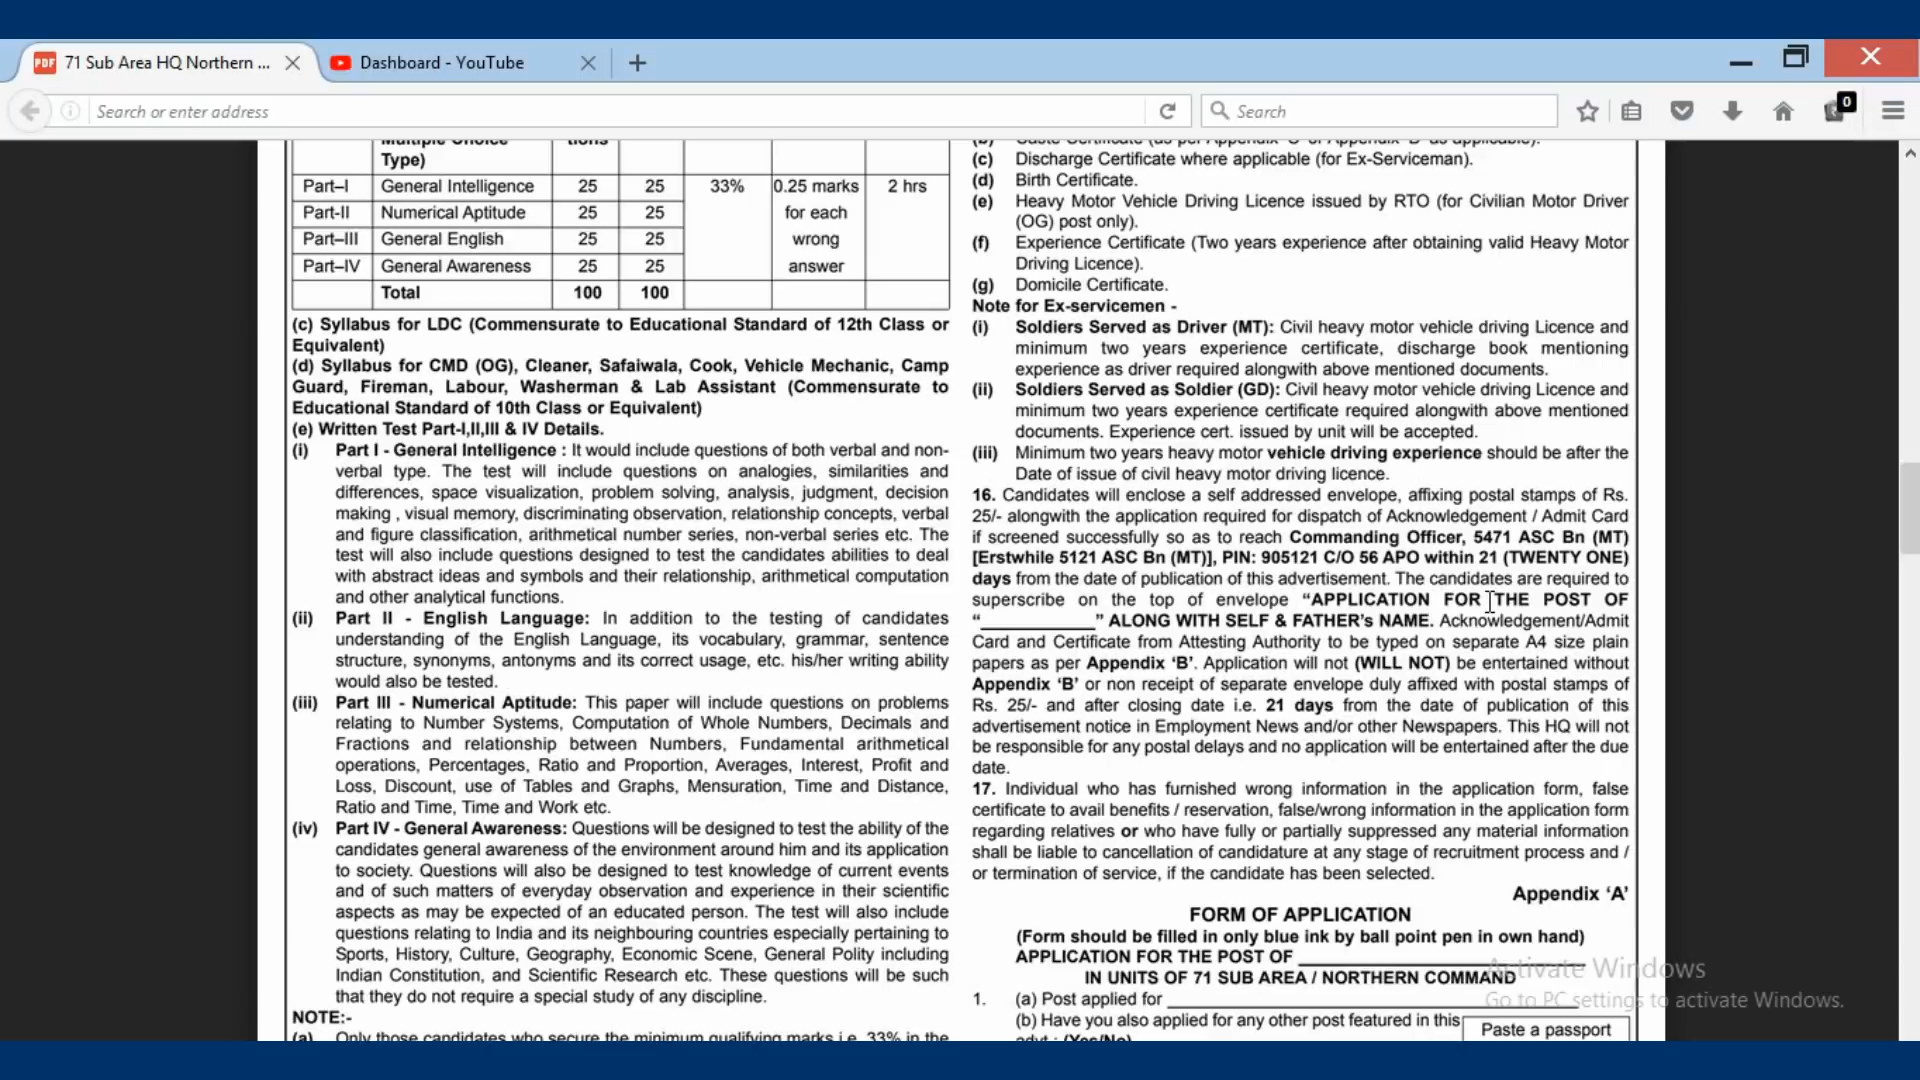 71 Sub Area HQ Northern ...
Dashboard - YouTube
Search or enter address
Search
0
Type)
Part–I General Intelligence 25 25 33% 0.25 marks 2 hrs
Part-II Numerical Aptitude 25 25 for each
Part–III General English 25 25 wrong
Part–IV General Awareness 25 25 answer
Total 100 100
(c) Syllabus for LDC (Commensurate to Educational Standard of 12th Class or
Equivalent)
(d) Syllabus for CMD (OG), Cleaner, Safaiwala, Cook, Vehicle Mechanic, Camp
Guard, Fireman, Labour, Washerman & Lab Assistant (Commensurate to
Educational Standard of 10th Class or Equivalent)
(e) Written Test Part-I,II,III & IV Details.
(i) Part I - General Intelligence : It would include questions of both verbal and non-
verbal type. The test will include questions on analogies, similarities and
differences, space visualization, problem solving, analysis, judgment, decision
making , visual memory, discriminating observation, relationship concepts, verbal
and figure classification, arithmetical number series, non-verbal series etc. The
test will also include questions designed to test the candidates abilities to deal
with abstract ideas and symbols and their relationship, arithmetical computation
and other analytical functions.
(ii) Part II - English Language: In addition to the testing of candidates
understanding of the English Language, its vocabulary, grammar, sentence
structure, synonyms, antonyms and its correct usage, etc. his/her writing ability
would also be tested.
(iii) Part III - Numerical Aptitude: This paper will include questions on problems
relating to Number Systems, Computation of Whole Numbers, Decimals and
Fractions and relationship between Numbers, Fundamental arithmetical
operations, Percentages, Ratio and Proportion, Averages, Interest, Profit and
Loss, Discount, use of Tables and Graphs, Mensuration, Time and Distance,
Ratio and Time, Time and Work etc.
(iv) Part IV - General Awareness: Questions will be designed to test the ability of the
candidates general awareness of the environment around him and its application
to society. Questions will also be designed to test knowledge of current events
and of such matters of everyday observation and experience in their scientific
aspects as may be expected of an educated person. The test will also include
questions relating to India and its neighbouring countries especially pertaining to
Sports, History, Culture, Geography, Economic Scene, General Polity including
Indian Constitution, and Scientific Research etc. These questions will be such
that they do not require a special study of any discipline.
NOTE:-
(a) Only those candidates who secure the minimum qualifying marks i.e. 33% in the
(c) Discharge Certificate where applicable (for Ex-Serviceman).
(d) Birth Certificate.
(e) Heavy Motor Vehicle Driving Licence issued by RTO (for Civilian Motor Driver
(OG) post only).
(f) Experience Certificate (Two years experience after obtaining valid Heavy Motor
Driving Licence).
(g) Domicile Certificate.
Note for Ex-servicemen -
(i) Soldiers Served as Driver (MT): Civil heavy motor vehicle driving Licence and
minimum two years experience certificate, discharge book mentioning
experience as driver required alongwith above mentioned documents.
(ii) Soldiers Served as Soldier (GD): Civil heavy motor vehicle driving Licence and
minimum two years experience certificate required alongwith above mentioned
documents. Experience cert. issued by unit will be accepted.
(iii) Minimum two years heavy motor vehicle driving experience should be after the
Date of issue of civil heavy motor driving licence.
16. Candidates will enclose a self addressed envelope, affixing postal stamps of Rs.
25/- alongwith the application required for dispatch of Acknowledgement / Admit Card
if screened successfully so as to reach Commanding Officer, 5471 ASC Bn (MT)
[Erstwhile 5121 ASC Bn (MT)], PIN: 905121 C/O 56 APO within 21 (TWENTY ONE)
days from the date of publication of this advertisement. The candidates are required to
superscribe on the top of envelope “APPLICATION FOR THE POST OF
“____________” ALONG WITH SELF & FATHER’s NAME. Acknowledgement/Admit
Card and Certificate from Attesting Authority to be typed on separate A4 size plain
papers as per Appendix ‘B’. Application will not (WILL NOT) be entertained without
Appendix ‘B’ or non receipt of separate envelope duly affixed with postal stamps of
Rs. 25/- and after closing date i.e. 21 days from the date of publication of this
advertisement notice in Employment News and/or other Newspapers. This HQ will not
be responsible for any postal delays and no application will be entertained after the due
date.
17. Individual who has furnished wrong information in the application form, false
certificate to avail benefits / reservation, false/wrong information in the application form
regarding relatives or who have fully or partially suppressed any material information
shall be liable to cancellation of candidature at any stage of recruitment process and /
or termination of service, if the candidate has been selected.
Appendix ‘A’
FORM OF APPLICATION
(Form should be filled in only blue ink by ball point pen in own hand)
APPLICATION FOR THE POST OF ____________
IN UNITS OF 71 SUB AREA / NORTHERN COMMAND
1. (a) Post applied for ____________
(b) Have you also applied for any other post featured in this
advt : (Yes/No)
Paste a passport
Activate Windows
Go to PC settings to activate Windows.